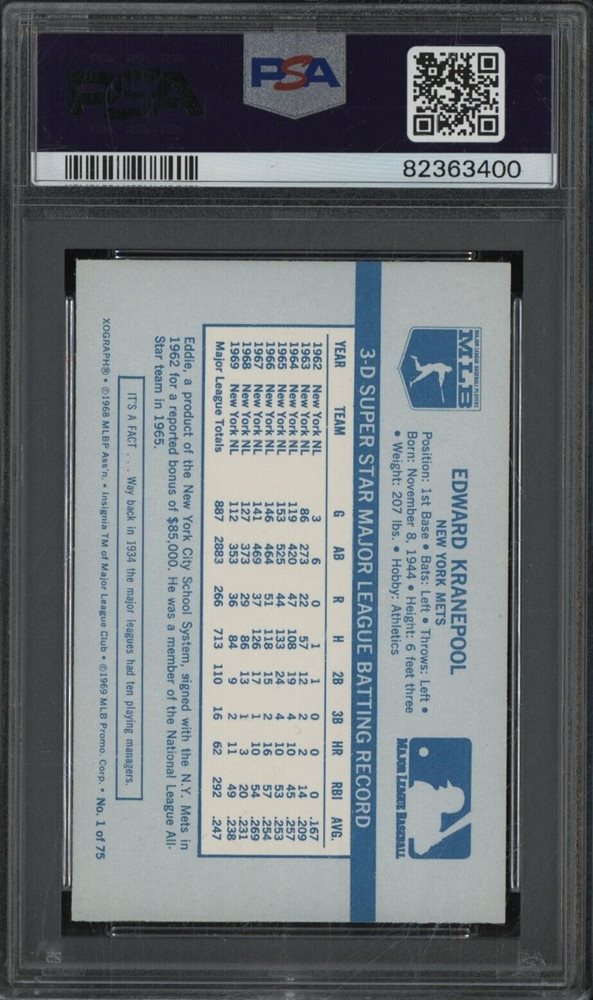 PSA
PSA
82363400
MAJOR LEAGUE BASEBALL PLAYERS
MLB
EDWARD KRANEPOOL
NEW YORK METS
Position: 1st Base • Bats: Left • Throws: Left •
Born: November 8, 1944 • Height: 6 feet three
• Weight: 207 lbs. • Hobby: Athletics
MAJOR LEAGUE BASEBALL
3-D SUPER STAR MAJOR LEAGUE BATTING RECORD
YEAR TEAM G AB R H 2B 3B HR RBI AVG.
1962 New York NL 3 6 0 1 1 0 0 0 .167
1963 New York NL 86 273 22 57 12 2 2 14 .209
1964 New York NL 119 420 47 108 19 4 10 45 .257
1965 New York NL 153 525 44 133 24 4 10 53 .253
1966 New York NL 146 464 51 118 15 2 16 57 .254
1967 New York NL 141 469 37 126 17 1 10 54 .269
1968 New York NL 127 373 29 86 13 1 3 20 .231
1969 New York NL 112 353 36 84 9 2 11 49 .238
Major League Totals 887 2883 266 713 110 16 62 292 .247
Eddie, a product of the New York City School System, signed with the N.Y. Mets in
1962 for a reported bonus of $85,000. He was a member of the National League All-
Star team in 1965.
IT'S A FACT . . . Way back in 1934 the major leagues had ten playing managers.
XOGRAPH® • ©1968 MLBP Ass'n. • Insignia TM of Major League Club • ©1969 MLB Promo. Corp. • No. 1 of 75